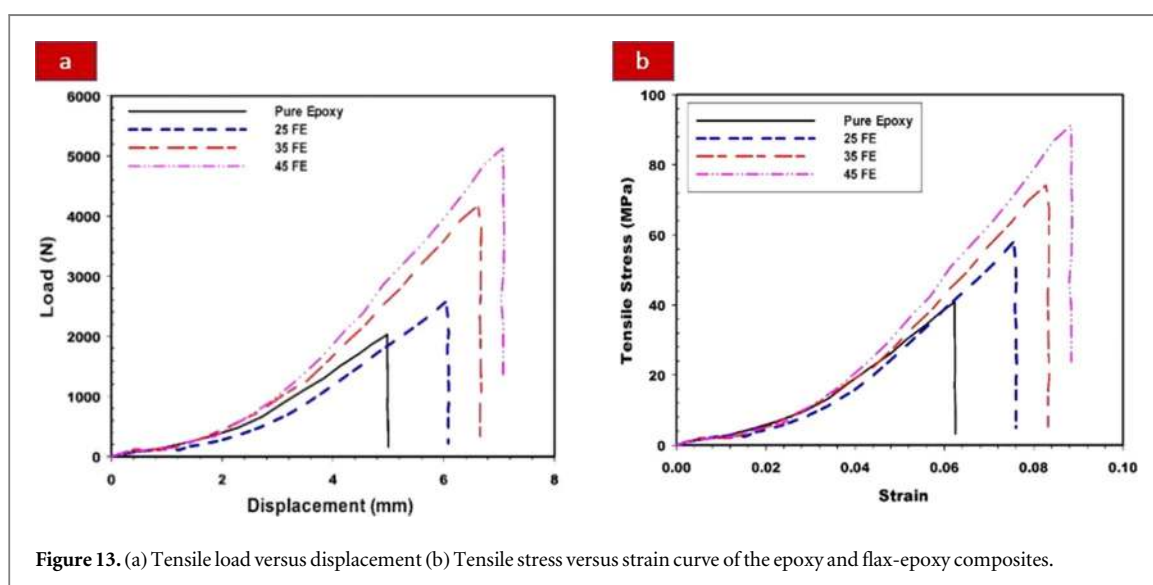 a
b
6000
5000
4000
3000
2000
1000
0
Load (N)
Pure Epoxy
25 FE
35 FE
45 FE
0
2
4
6
8
Displacement (mm)
100
80
60
40
20
0
Tensile Stress (MPa)
Pure Epoxy
25 FE
35 FE
45 FE
0.00
0.02
0.04
0.06
0.08
0.10
Strain
Figure 13. (a) Tensile load versus displacement (b) Tensile stress versus strain curve of the epoxy and flax-epoxy composites.